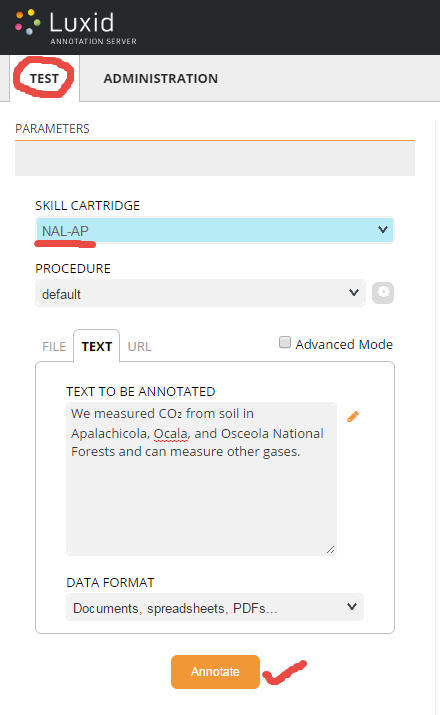 Luxid
ANNOTATION SERVER
TEST ADMINISTRATION
PARAMETERS
SKILL CARTRIDGE
NAL-AP
PROCEDURE
default
FILE TEXT URL Advanced Mode
TEXT TO BE ANNOTATED
We measured CO₂ from soil in
Apalachicola, Ocala, and Osceola National
Forests and can measure other gases.
DATA FORMAT
Documents, spreadsheets, PDFs...
Annotate